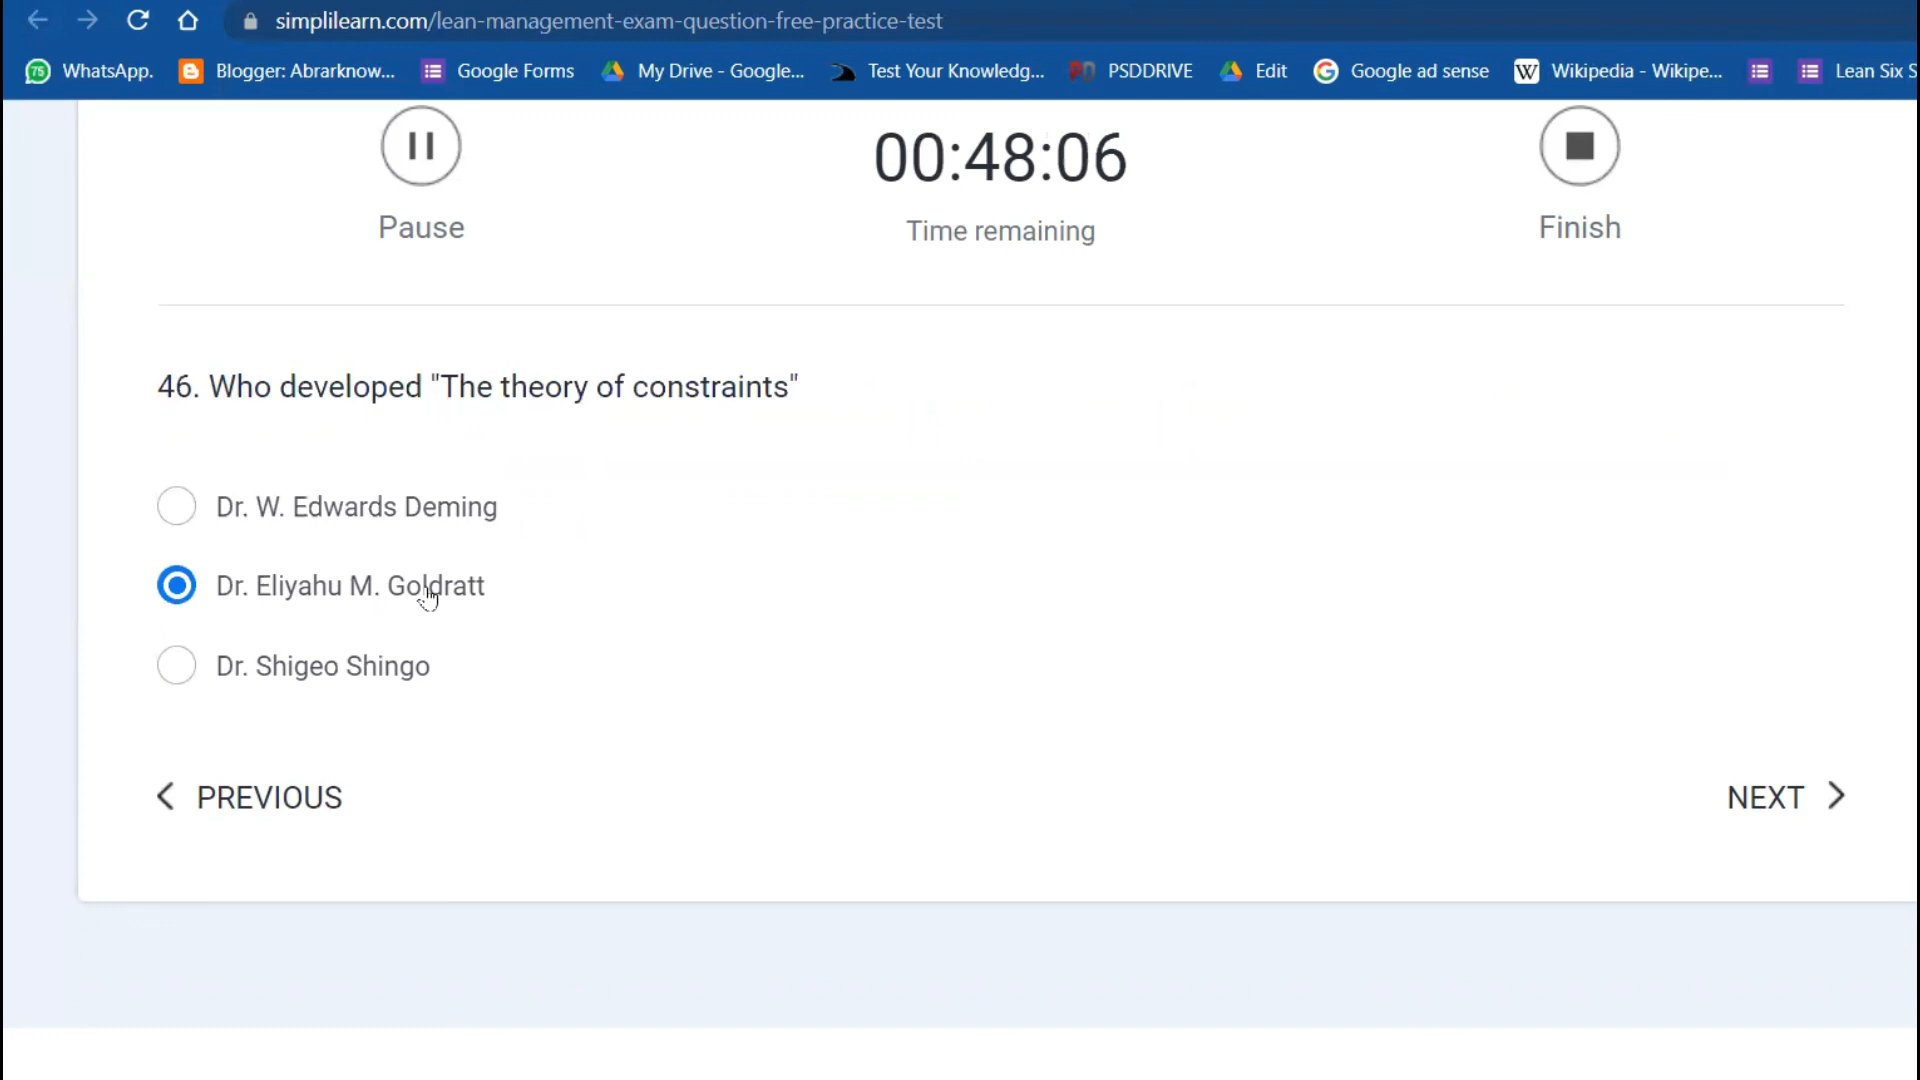 simplilearn.com/lean-management-exam-question-free-practice-test
75 WhatsApp. Blogger: Abrarknow... Google Forms My Drive - Google... Test Your Knowledg... PSDDRIVE Edit Google ad sense W Wikipedia - Wikipe... Lean Six S
00:48:06
Pause Time remaining Finish
46. Who developed "The theory of constraints"
Dr. W. Edwards Deming
Dr. Eliyahu M. Goldratt
Dr. Shigeo Shingo
PREVIOUS NEXT